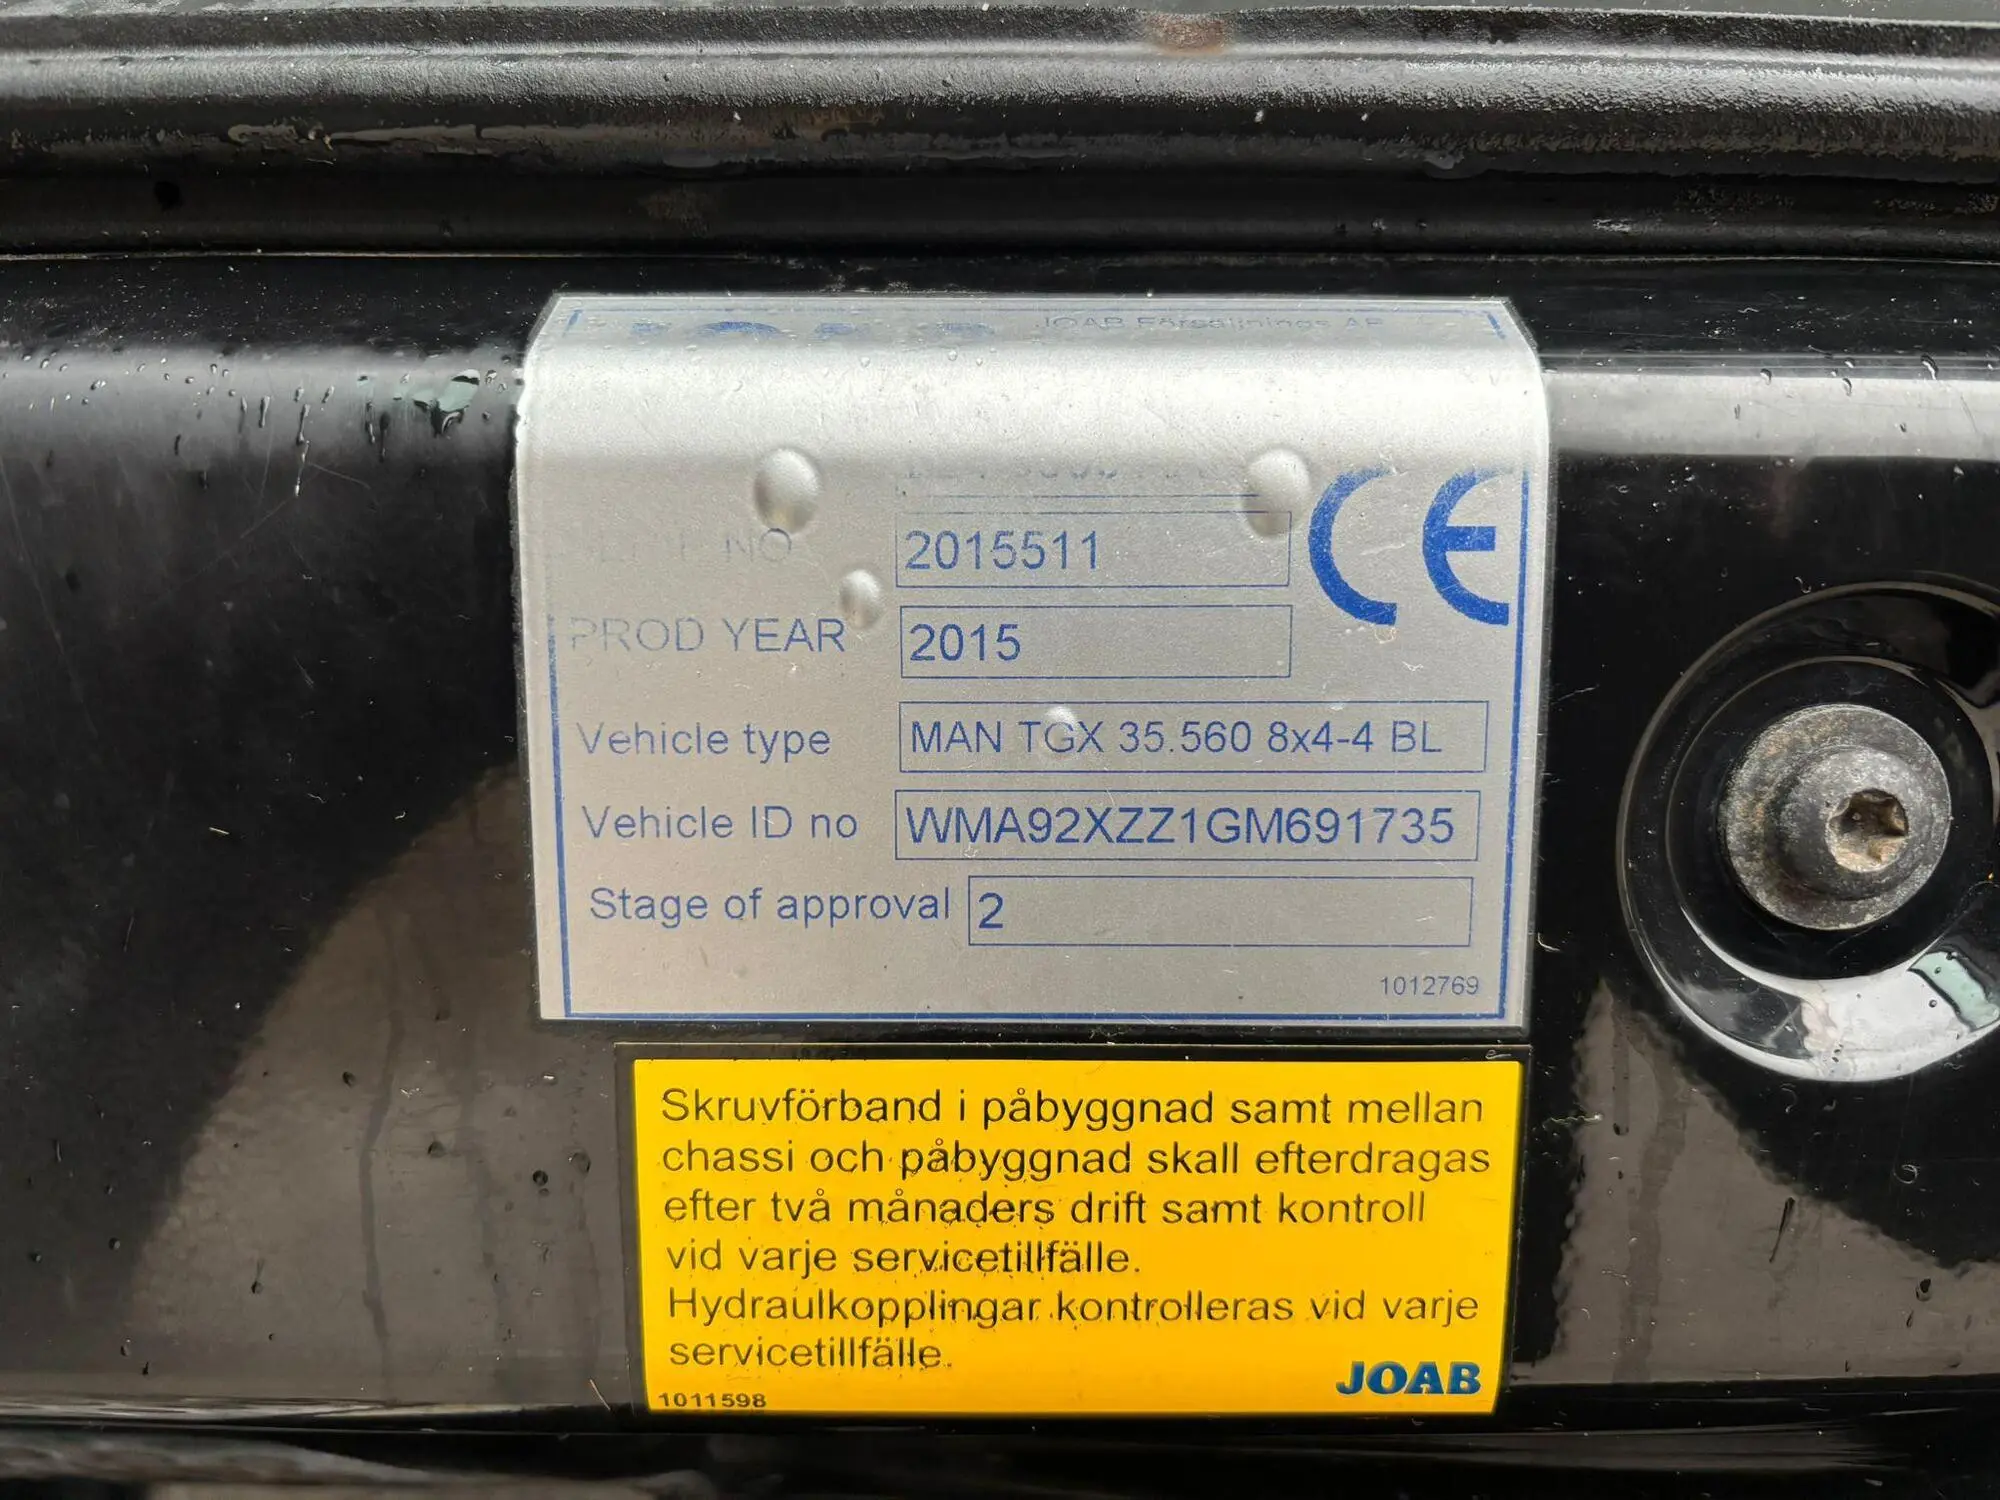 JOAB Försäljnings AB
NO
2015511
PROD YEAR 2015
Vehicle type MAN TGX 35.560 8x4-4 BL
Vehicle ID no WMA92XZZ1GM691735
Stage of approval 2
1012769
CE
Skruvförband i påbyggnad samt mellan
chassi och påbyggnad skall efterdragas
efter två månaders drift samt kontroll
vid varje servicetillfälle.
Hydraulkopplingar kontrolleras vid varje
servicetillfälle.
JOAB
1011598